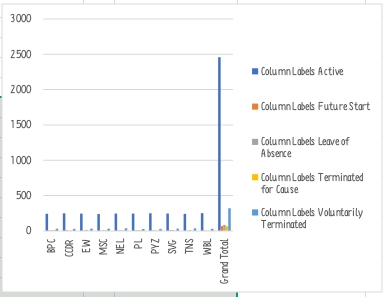 3000
2500
2000
1500
1000
500
0
BPC
CCDR
EW
MSC
NEL
PL
PYZ
SVG
TNS
WBL
Grand Total
Column Labels Active
Column Labels Future Start
Column Labels Leave of
Absence
Column Labels Terminated
for Cause
Column Labels Voluntarily
Terminated